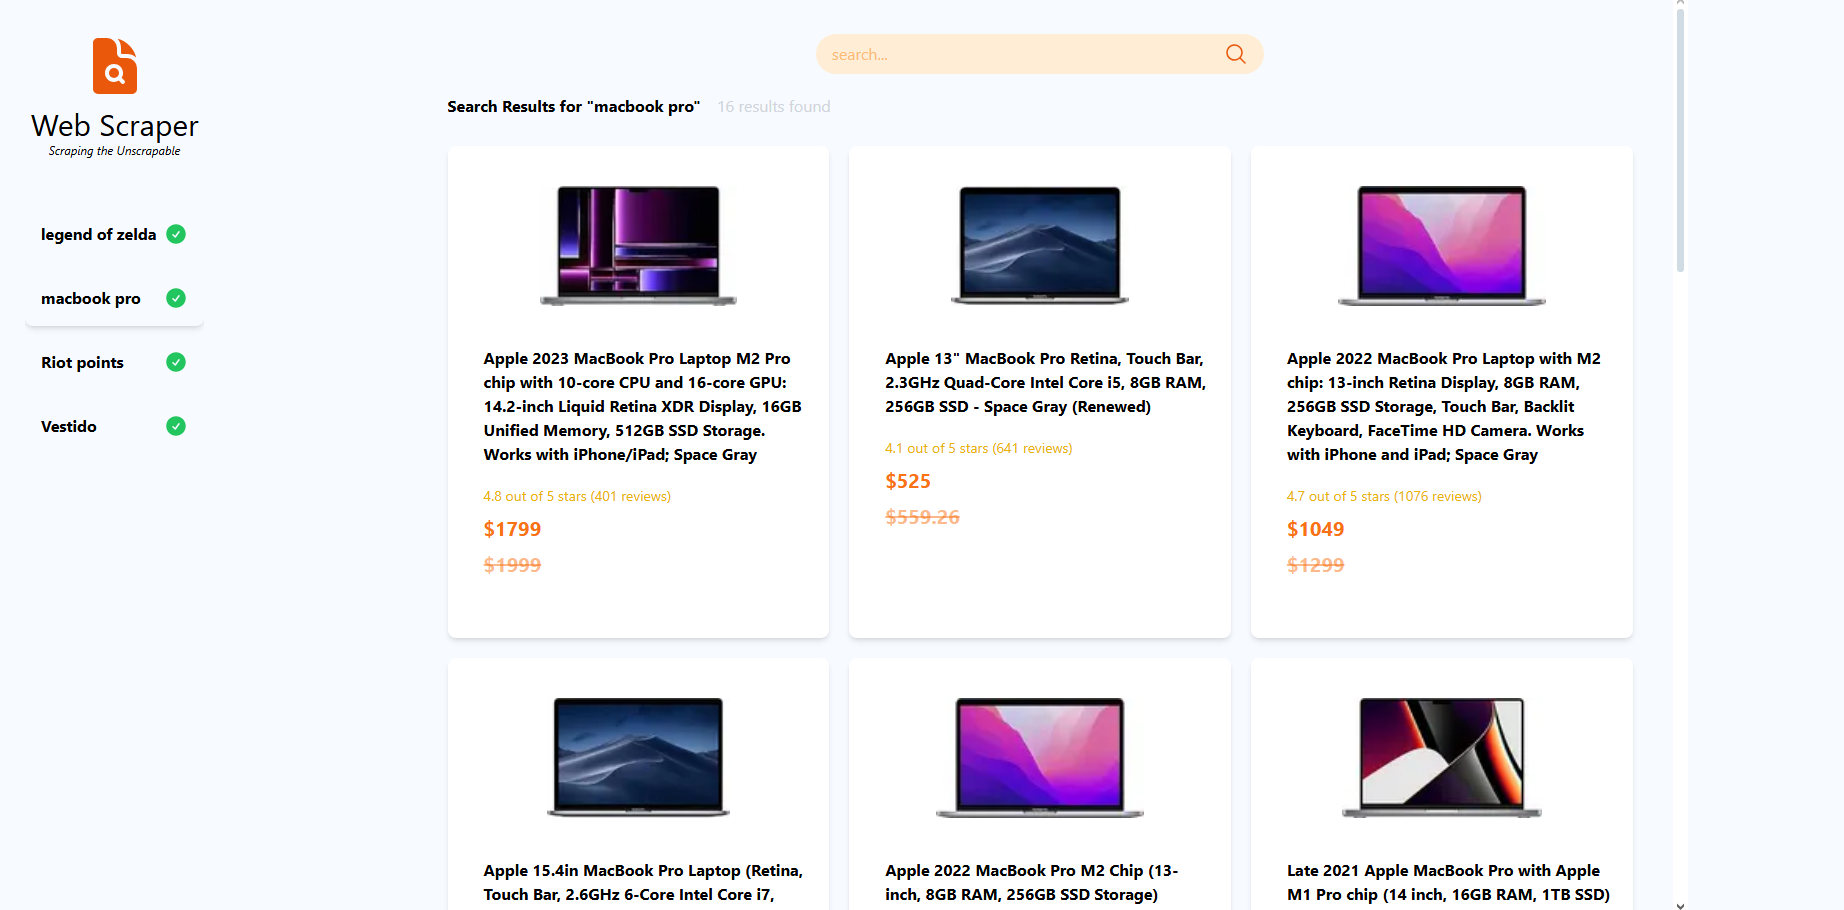 search...
Web Scraper
Scraping the Unscrapable
legend of zelda
macbook pro
Riot points
Vestido
Search Results for "macbook pro" 16 results found
Apple 2023 MacBook Pro Laptop M2 Pro
chip with 10-core CPU and 16-core GPU:
14.2-inch Liquid Retina XDR Display, 16GB
Unified Memory, 512GB SSD Storage.
Works with iPhone/iPad; Space Gray
4.8 out of 5 stars (401 reviews)
$1799
$1999
Apple 13" MacBook Pro Retina, Touch Bar,
2.3GHz Quad-Core Intel Core i5, 8GB RAM,
256GB SSD - Space Gray (Renewed)
4.1 out of 5 stars (641 reviews)
$525
$559.26
Apple 2022 MacBook Pro Laptop with M2
chip: 13-inch Retina Display, 8GB RAM,
256GB SSD Storage, Touch Bar, Backlit
Keyboard, FaceTime HD Camera. Works
with iPhone and iPad; Space Gray
4.7 out of 5 stars (1076 reviews)
$1049
$1299
Apple 15.4in MacBook Pro Laptop (Retina,
Touch Bar, 2.6GHz 6-Core Intel Core i7,
Apple 2022 MacBook Pro M2 Chip (13-
inch, 8GB RAM, 256GB SSD Storage)
Late 2021 Apple MacBook Pro with Apple
M1 Pro chip (14 inch, 16GB RAM, 1TB SSD)